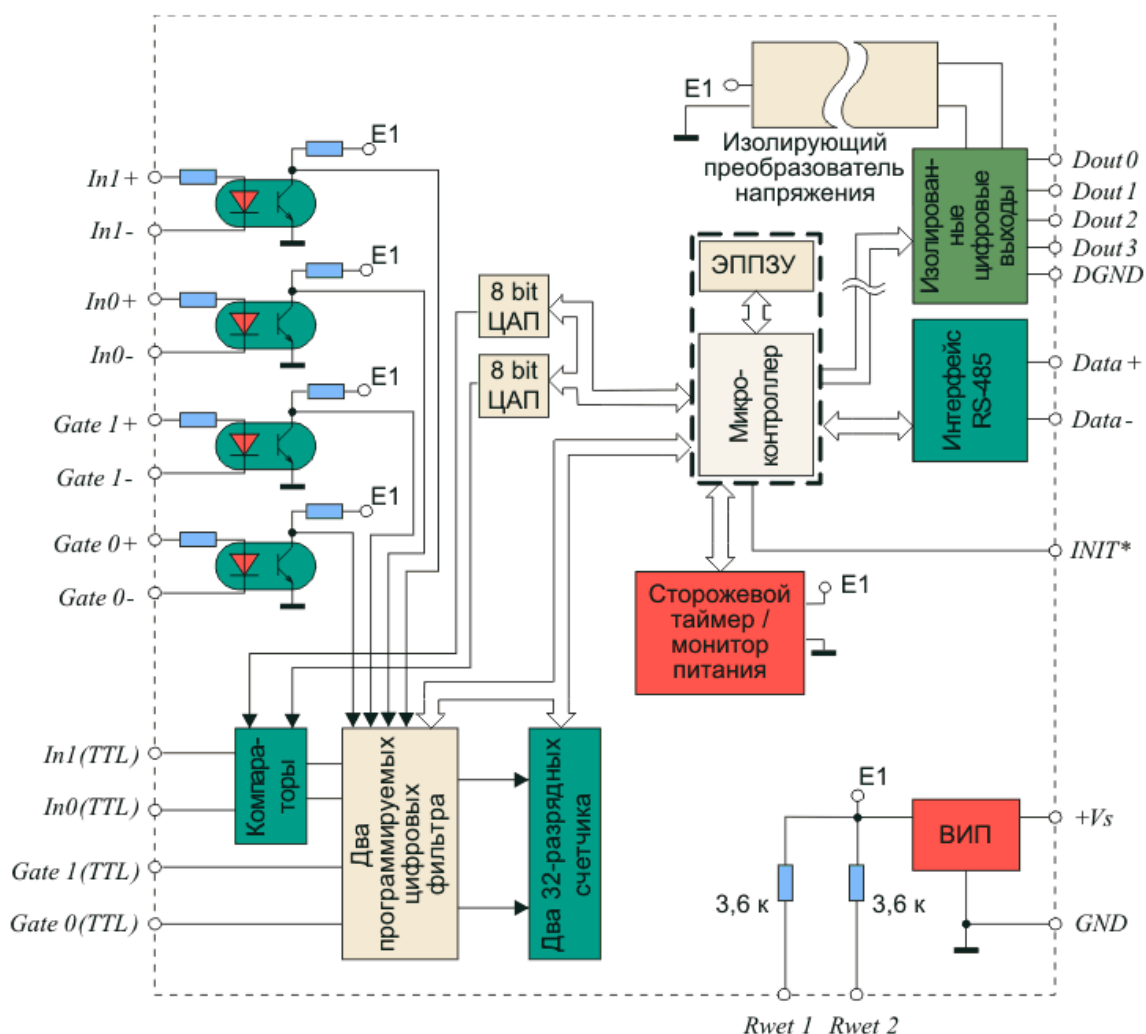 E1
Изолирующий
преобразователь
напряжения
E1
In1+
In1-
E1
In0+
In0-
E1
Gate 1+
Gate 1-
E1
Gate 0+
Gate 0-
8 bit
ЦАП
8 bit
ЦАП
ЭППЗУ
Микро-
контроллер
Изолирован-
ные
цифровые
выходы
Dout 0
Dout 1
Dout 2
Dout 3
DGND
Интерфейс
RS-485
Data+
Data-
INIT*
Сторожевой
таймер /
монитор
питания
E1
In1(TTL)
In0(TTL)
Gate 1(TTL)
Gate 0(TTL)
Компара-
торы
Два
программируемых
цифровых
фильтра
Два 32-разрядных
счетчика
E1
ВИП
+Vs
GND
3,6 к
3,6 к
Rwet 1
Rwet 2